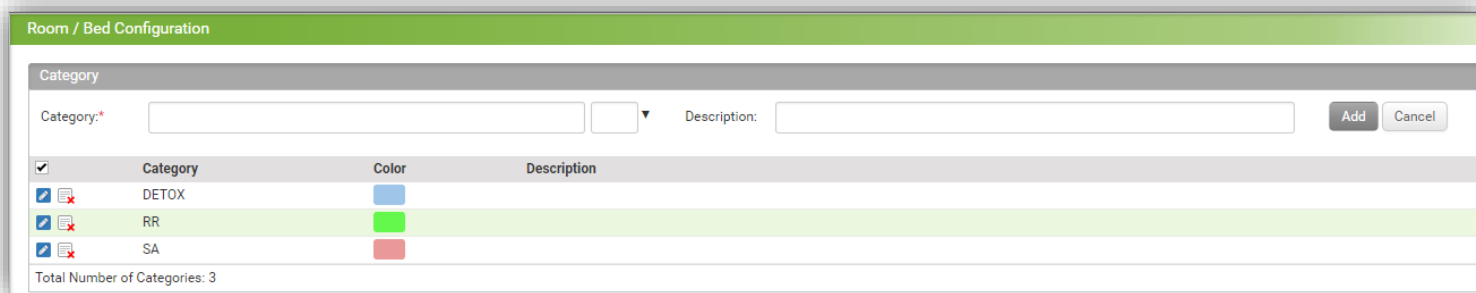 Room / Bed Configuration
Category
Category:* Description: Add Cancel
Category Color Description
DETOX
RR
SA
Total Number of Categories: 3